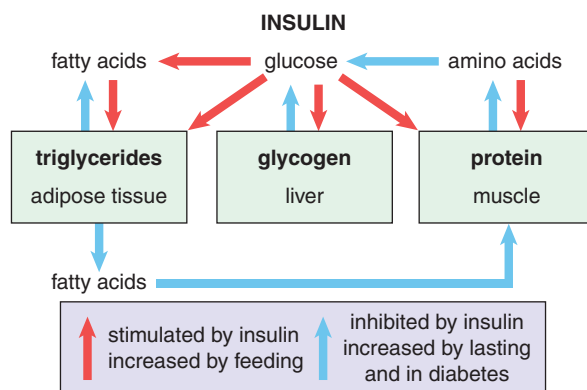 INSULIN
fatty acids
glucose
amino acids
triglycerides
adipose tissue
glycogen
liver
protein
muscle
fatty acids
stimulated by insulin
increased by feeding
inhibited by insulin
increased by lasting
and in diabetes